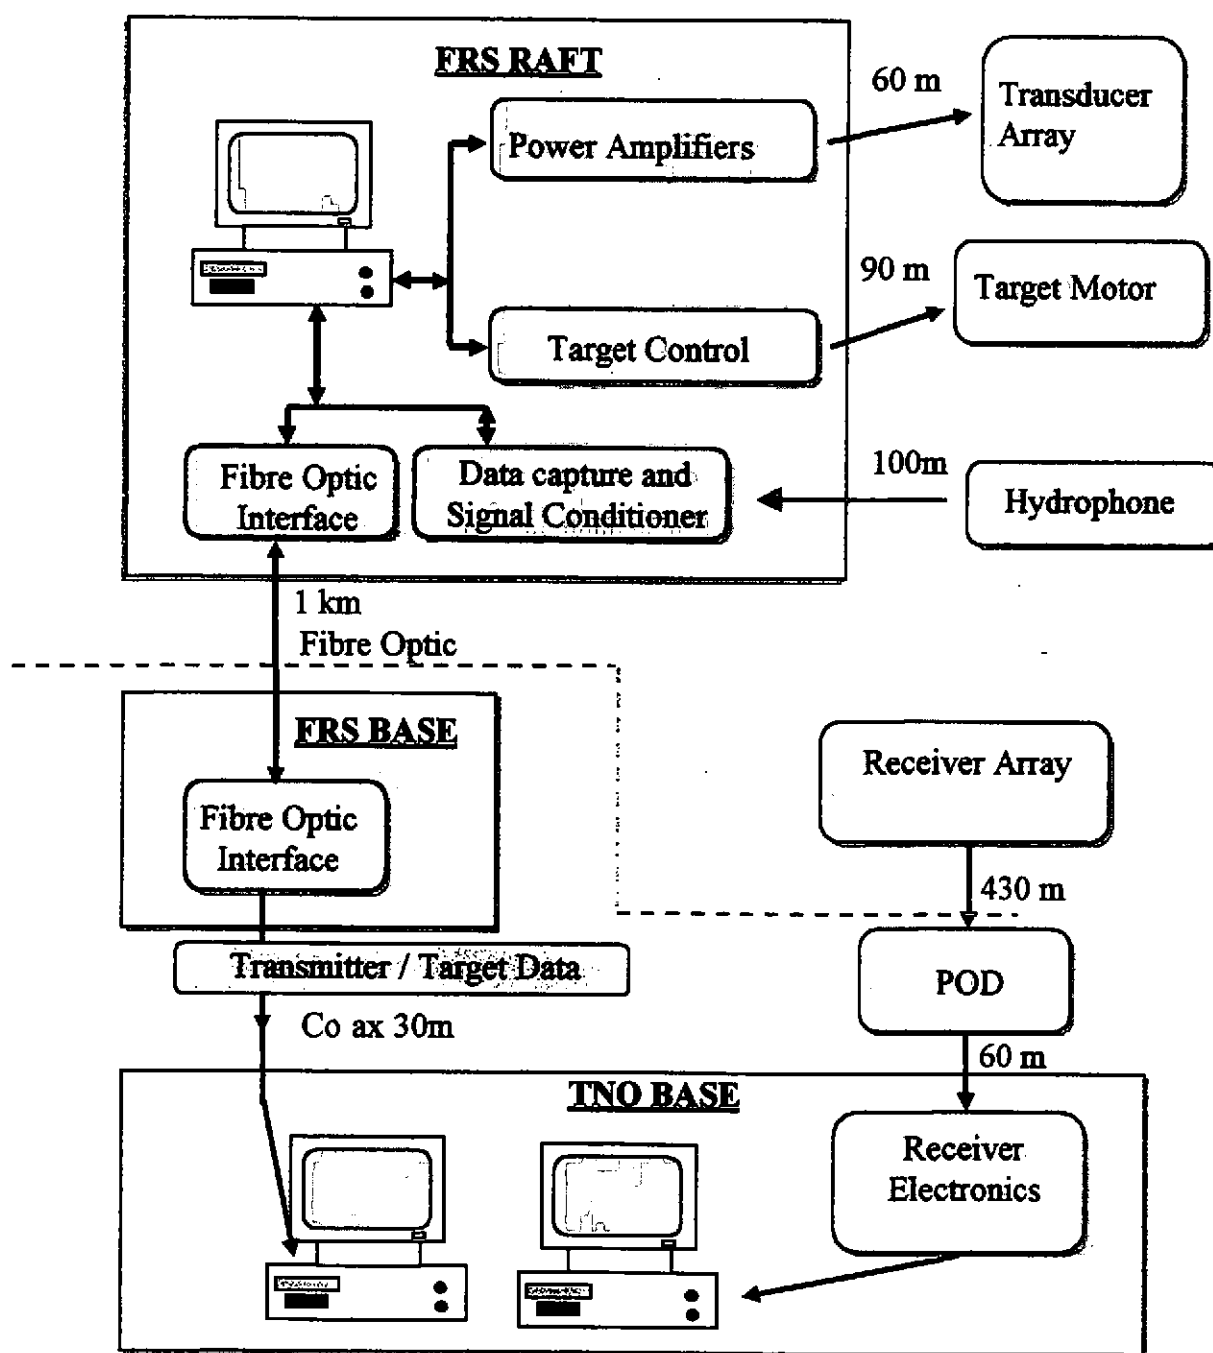 FRS RAFT
60 m
Transducer
Array
Power Amplifiers
90 m
Target Motor
Target Control
100m
Hydrophone
Fibre Optic
Interface
Data capture and
Signal Conditioner
1 km
Fibre Optic
FRS BASE
Fibre Optic
Interface
Receiver Array
430 m
Transmitter / Target Data
POD
Co ax 30m
60 m
TNO BASE
Receiver
Electronics